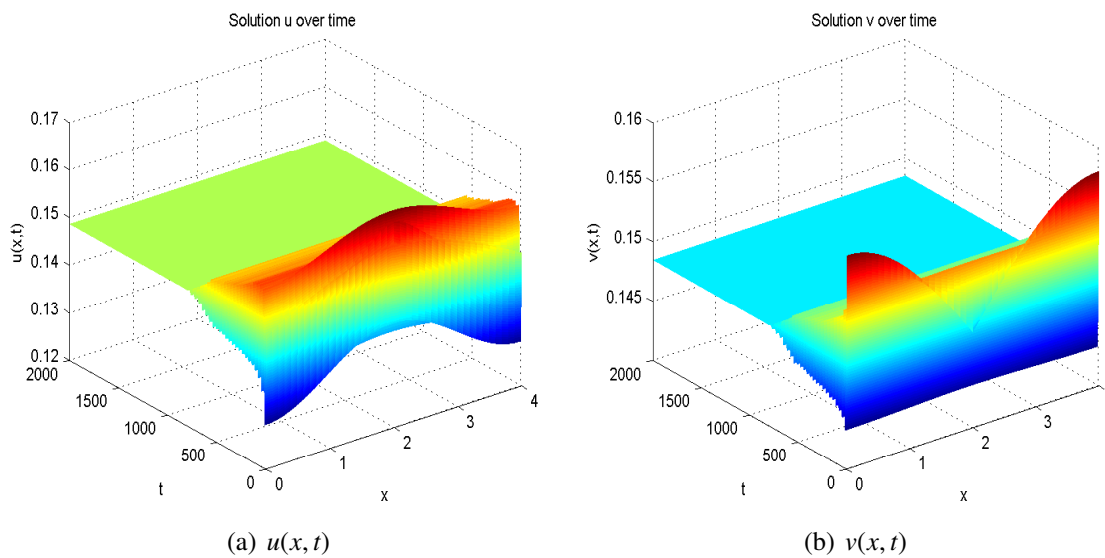 Solution u over time
0.17
0.16
0.15
0.14
0.13
0.12
u(x,t)
2000
1500
1000
500
0
t
0
1
2
3
4
x
(a) u(x, t)
Solution v over time
0.16
0.155
0.15
0.145
v(x,t)
2000
1500
1000
500
0
t
0
1
2
3
x
(b) v(x, t)